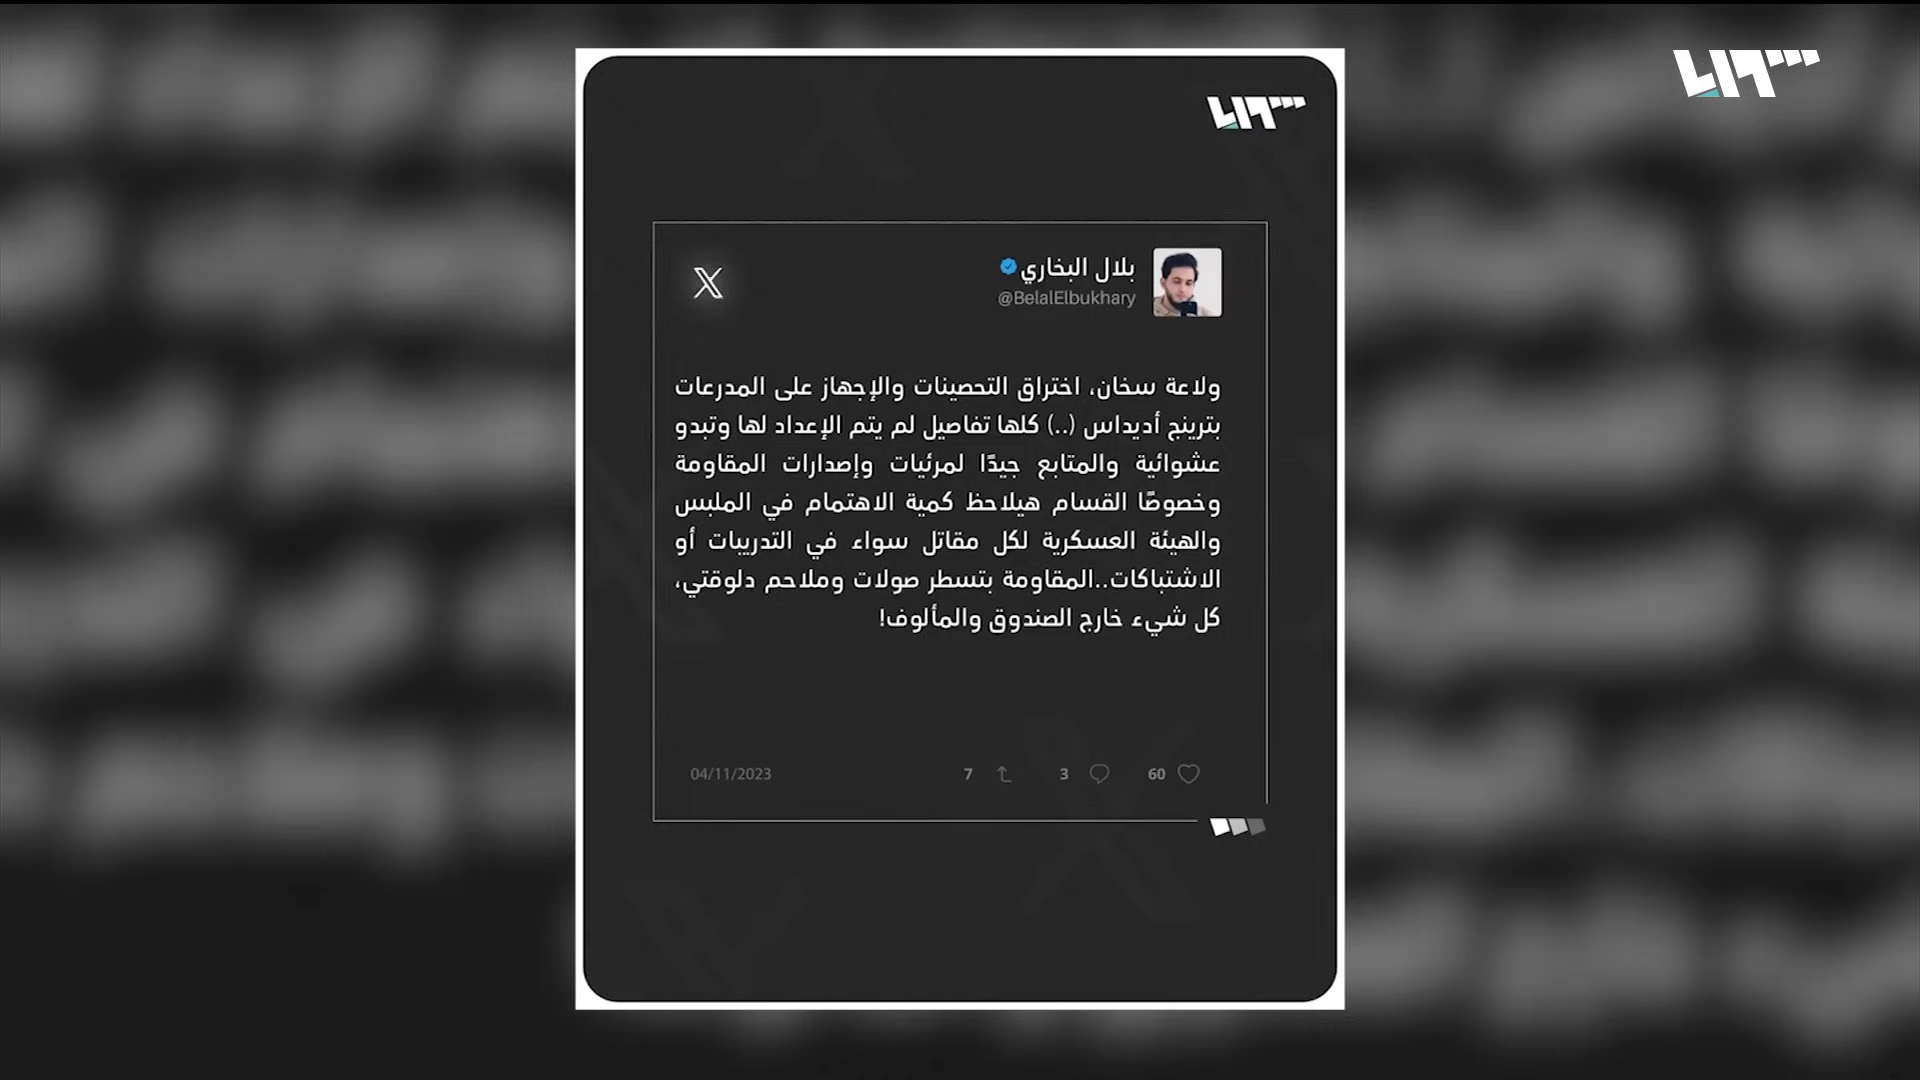 بلال البخاري
@BelalElbukhary
ولاعة سخان، اختراق التحصينات والإجهاز على المدرعات
بترينج أديداس (..) كلها تفاصيل لم يتم الإعداد لها وتبدو
عشوائية والمتابع جيدًا لمرئيات وإصدارات المقاومة
وخصوصًا القسام هيلاحظ كمية الاهتمام في الملبس
والهيئة العسكرية لكل مقاتل سواء في التدريبات أو
الاشتباكات..المقاومة بتسطر صولات وملاحم دلوقتي،
كل شيء خارج الصندوق والمألوف!
04/11/2023 7 3 60